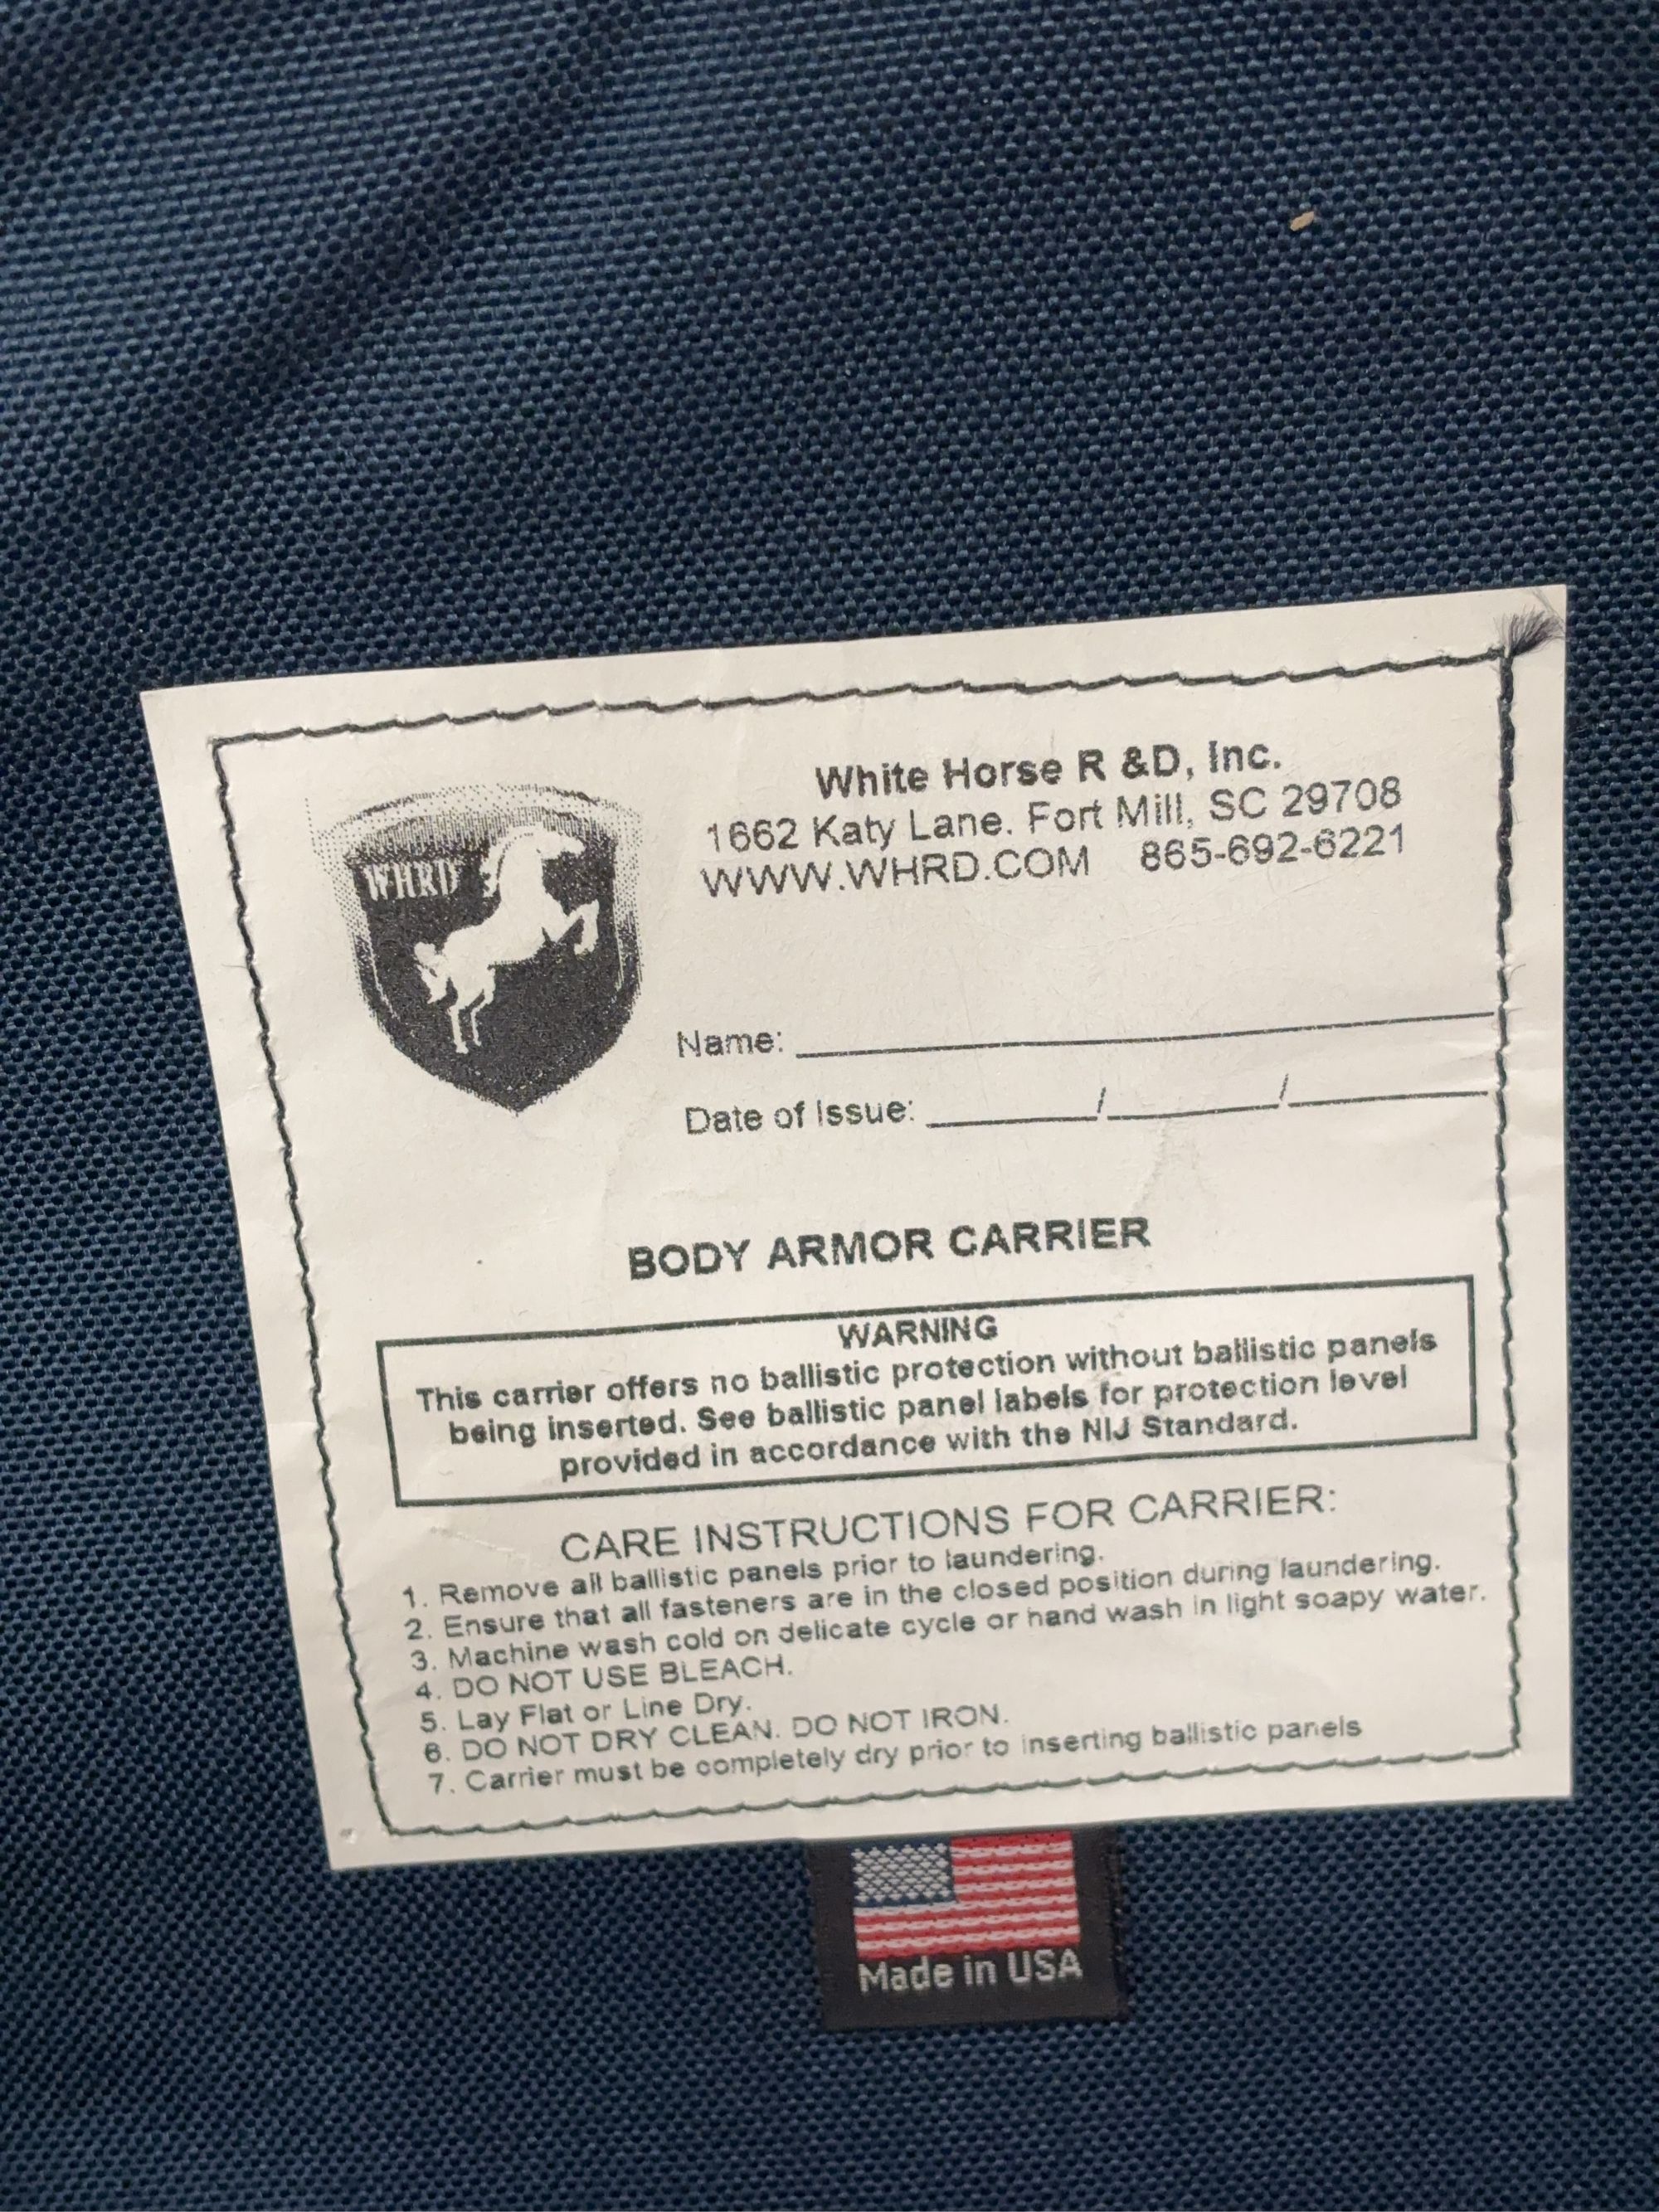 WHRD
White Horse R &D, Inc.
1662 Katy Lane. Fort Mill, SC 29708
WWW.WHRD.COM 865-692-6221
Name:
Date of Issue: / /
BODY ARMOR CARRIER
WARNING
This carrier offers no ballistic protection without ballistic panels
being inserted. See ballistic panel labels for protection level
provided in accordance with the NIJ Standard.
CARE INSTRUCTIONS FOR CARRIER:
1. Remove all ballistic panels prior to laundering.
2. Ensure that all fasteners are in the closed position during laundering.
3. Machine wash cold on delicate cycle or hand wash in light soapy water.
4. DO NOT USE BLEACH.
5. Lay Flat or Line Dry.
6. DO NOT DRY CLEAN. DO NOT IRON.
7. Carrier must be completely dry prior to inserting ballistic panels
Made in USA